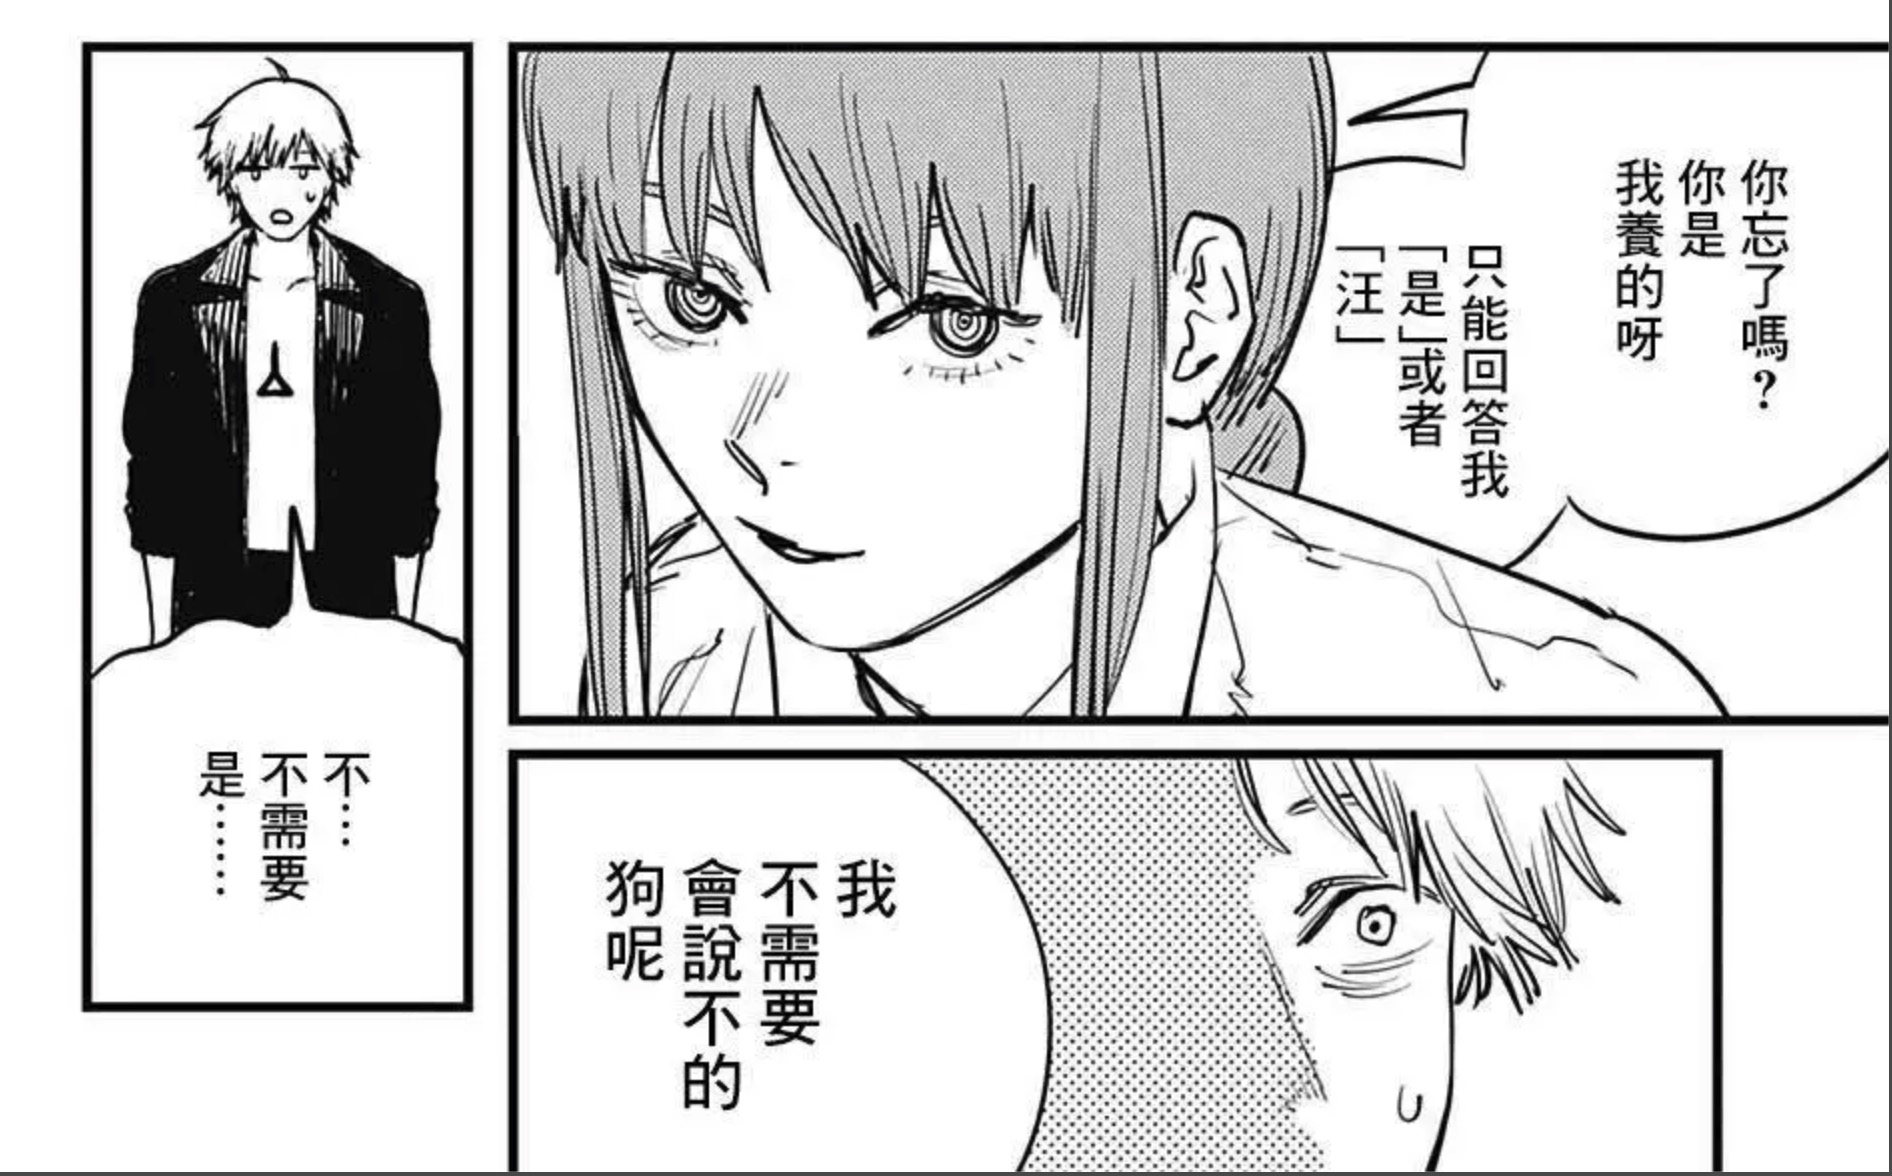 你忘了嗎?
你是
我養的呀
只能回答我
「是」或者
「汪」
不…
不需要
是……
我
不需要
會說不的
狗呢